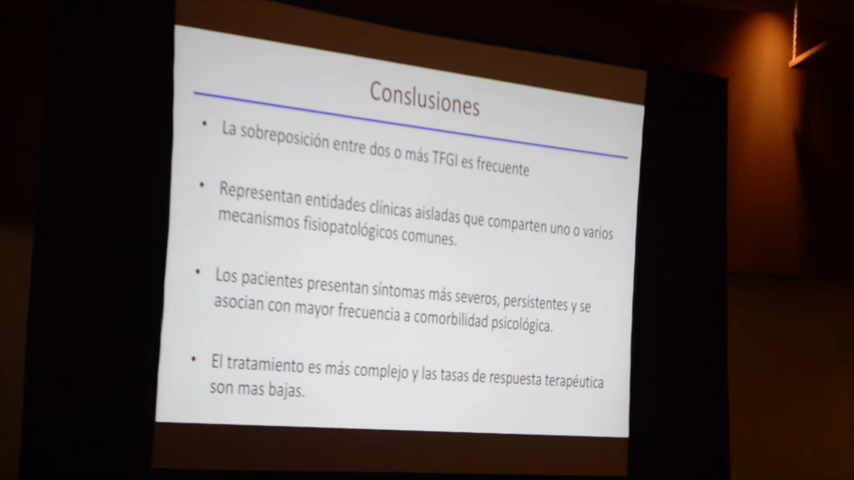 Conslusiones
• La sobreposición entre dos o más TFGI es frecuente
• Representan entidades clínicas aisladas que comparten uno o varios
mecanismos fisiopatológicos comunes.
• Los pacientes presentan síntomas más severos, persistentes y se
asocian con mayor frecuencia a comorbilidad psicológica.
• El tratamiento es más complejo y las tasas de respuesta terapéutica
son mas bajas.